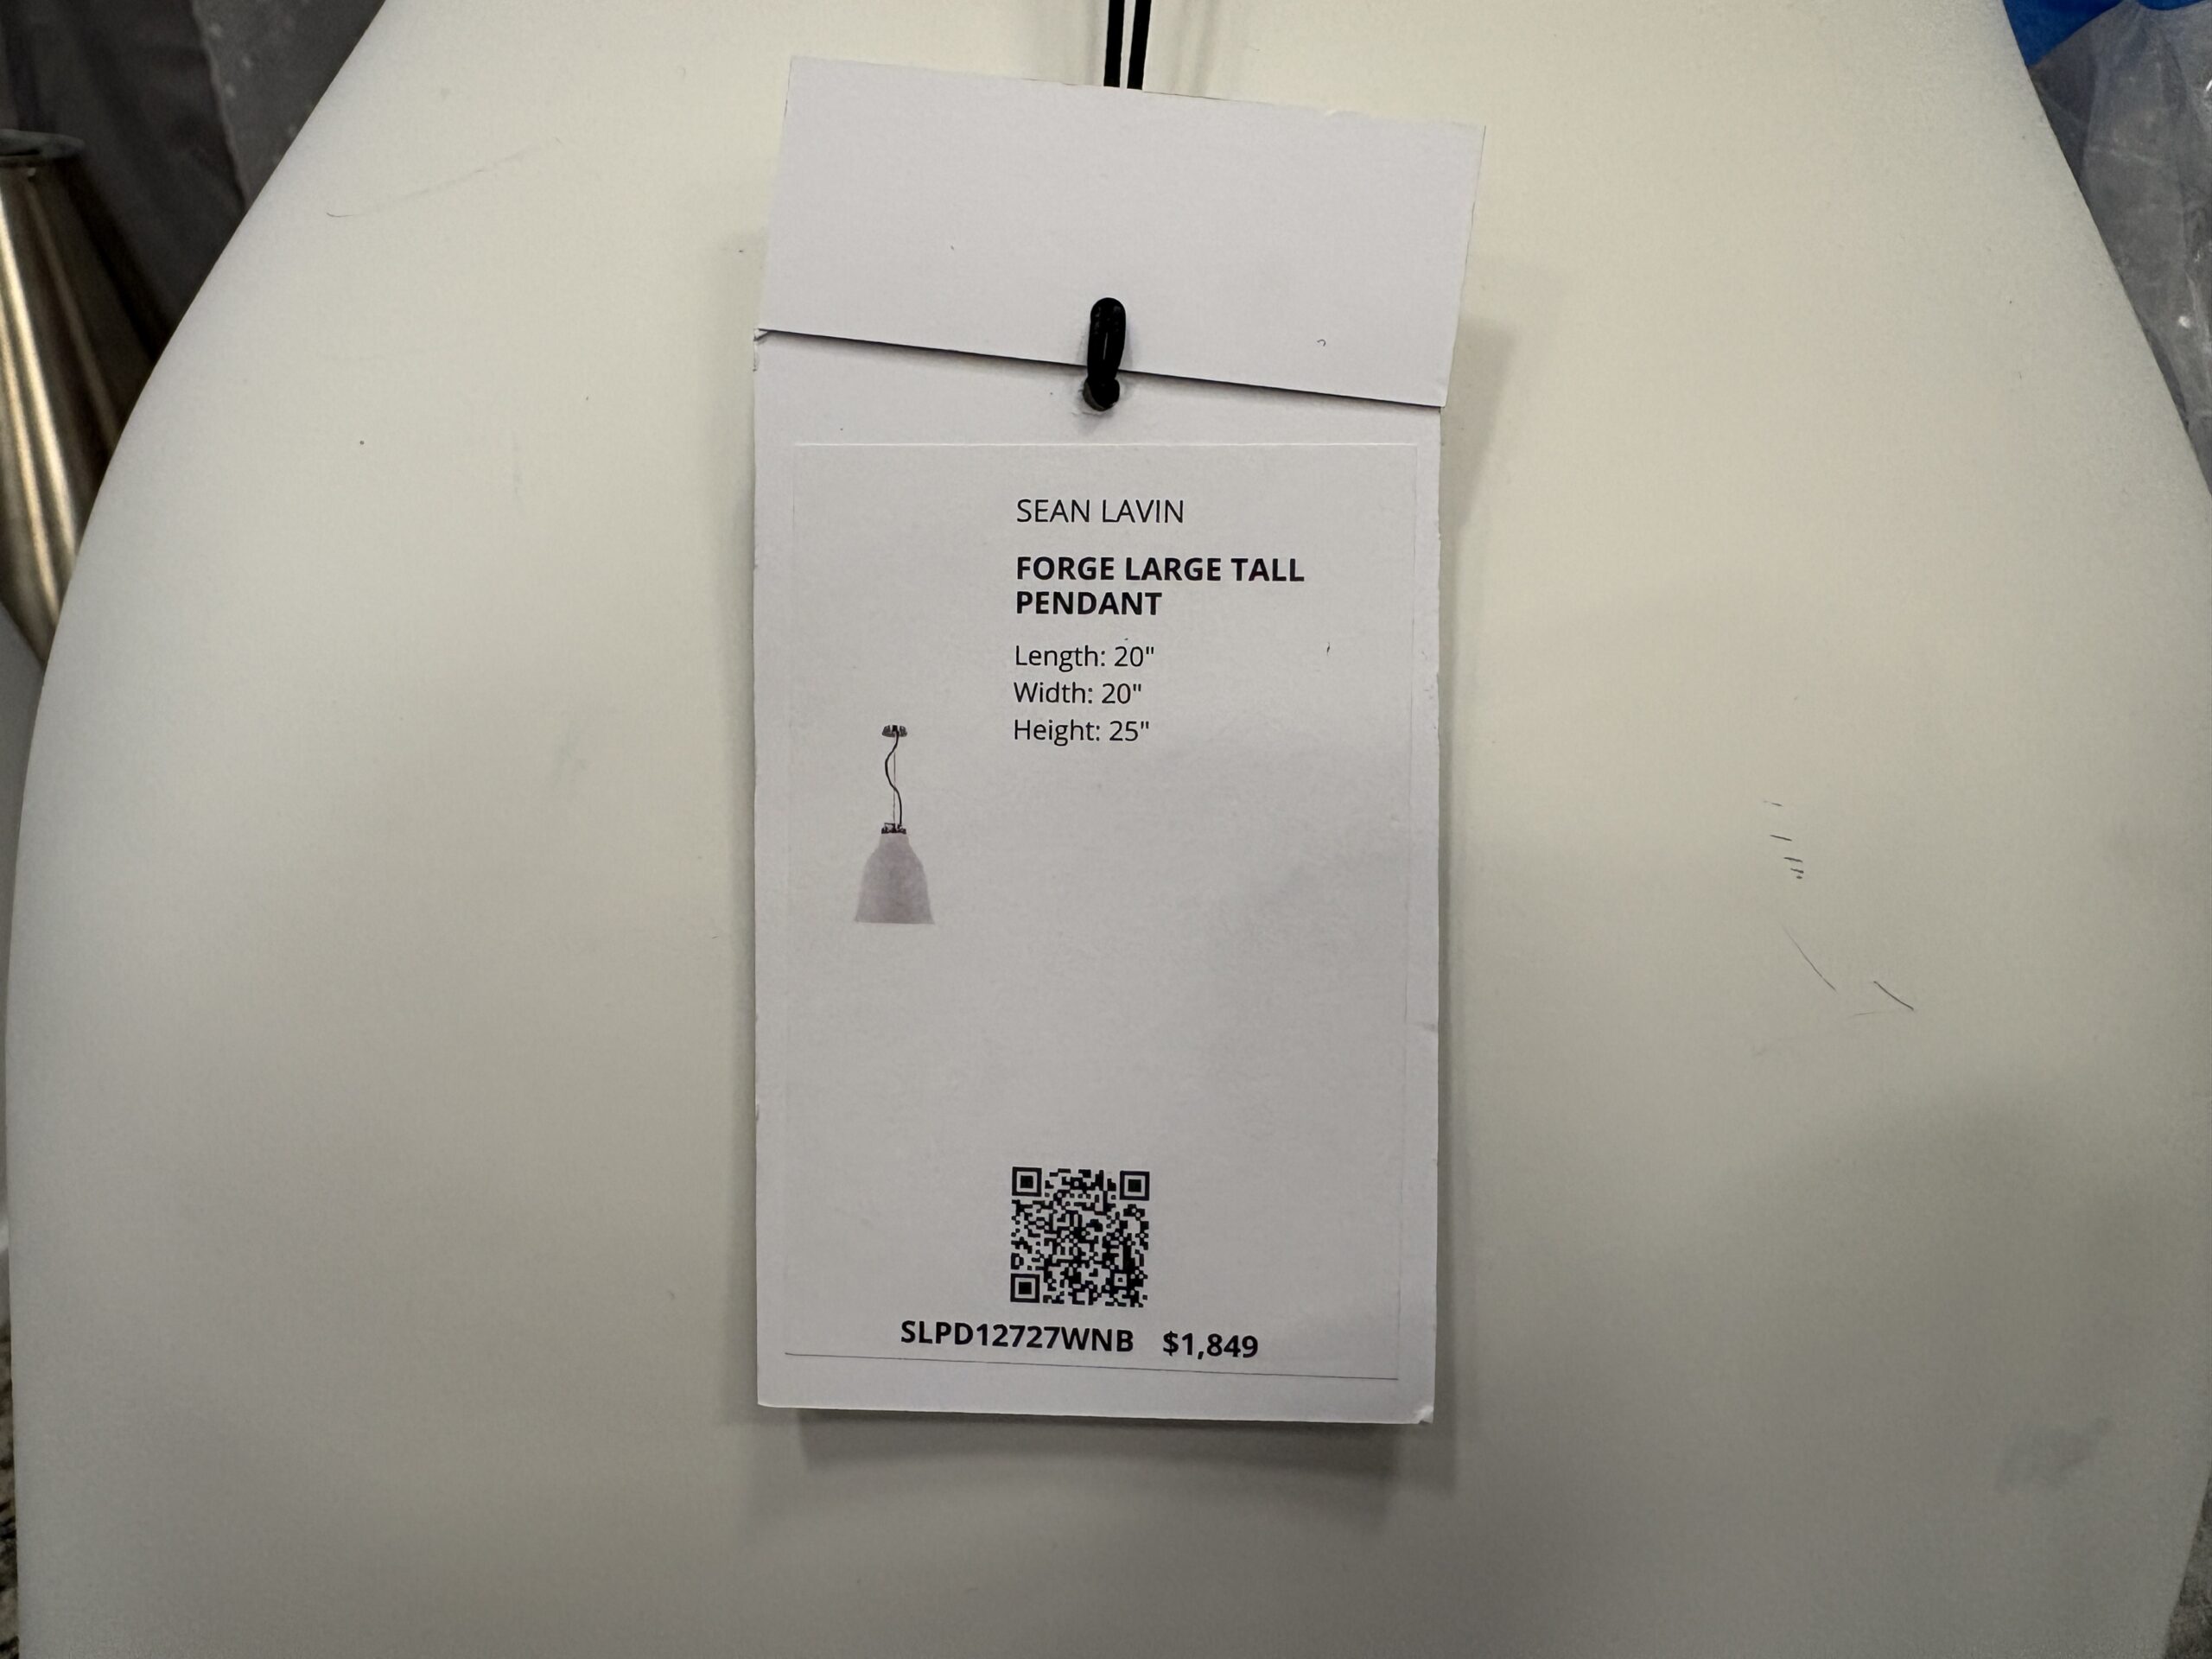 SEAN LAVIN
FORGE LARGE TALL
PENDANT
Length: 20"
Width: 20"
Height: 25"
SLPD12727WNB $1,849